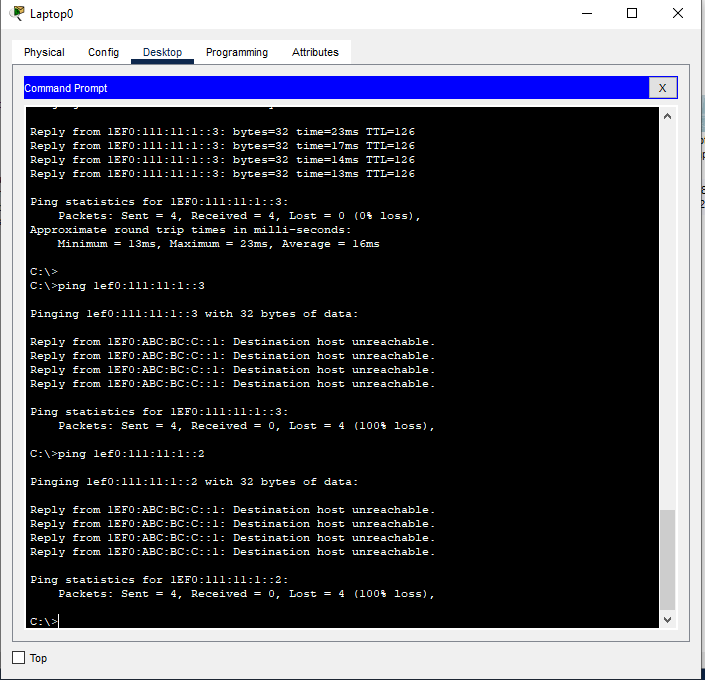 Laptop0
Physical Config Desktop Programming Attributes
Command Prompt X
Reply from 1EF0:111:11:1::3: bytes=32 time=23ms TTL=126
Reply from 1EF0:111:11:1::3: bytes=32 time=17ms TTL=126
Reply from 1EF0:111:11:1::3: bytes=32 time=14ms TTL=126
Reply from 1EF0:111:11:1::3: bytes=32 time=13ms TTL=126
Ping statistics for 1EF0:111:11:1::3:
Packets: Sent = 4, Received = 4, Lost = 0 (0% loss),
Approximate round trip times in milli-seconds:
Minimum = 13ms, Maximum = 23ms, Average = 16ms
C:\>
C:\>ping 1ef0:111:11:1::3
Pinging 1ef0:111:11:1::3 with 32 bytes of data:
Reply from 1EF0:ABC:BC:C::1: Destination host unreachable.
Reply from 1EF0:ABC:BC:C::1: Destination host unreachable.
Reply from 1EF0:ABC:BC:C::1: Destination host unreachable.
Reply from 1EF0:ABC:BC:C::1: Destination host unreachable.
Ping statistics for 1EF0:111:11:1::3:
Packets: Sent = 4, Received = 0, Lost = 4 (100% loss),
C:\>ping 1ef0:111:11:1::2
Pinging 1ef0:111:11:1::2 with 32 bytes of data:
Reply from 1EF0:ABC:BC:C::1: Destination host unreachable.
Reply from 1EF0:ABC:BC:C::1: Destination host unreachable.
Reply from 1EF0:ABC:BC:C::1: Destination host unreachable.
Reply from 1EF0:ABC:BC:C::1: Destination host unreachable.
Ping statistics for 1EF0:111:11:1::2:
Packets: Sent = 4, Received = 0, Lost = 4 (100% loss),
C:\>
Top